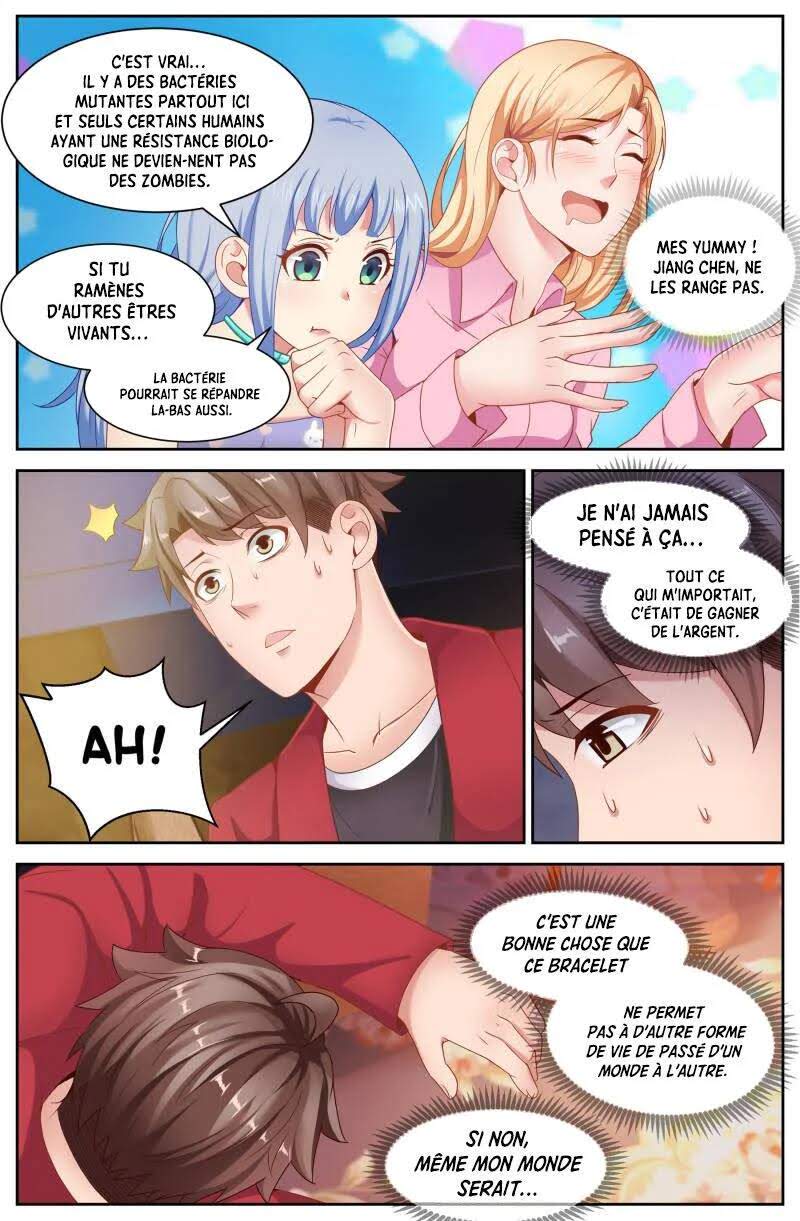 C'EST VRAI...
IL Y A DES BACTÉRIES
MUTANTES PARTOUT ICI
ET SEULS CERTAINS HUMAINS
AYANT UNE RÉSISTANCE BIOLO-
GIQUE NE DEVIEN-NENT PAS
DES ZOMBIES.
MES YUMMY !
JIANG CHEN, NE
LES RANGE PAS.
SI TU
RAMÈNES
D'AUTRES ÊTRES
VIVANTS...
LA BACTÉRIE
POURRAIT SE RÉPANDRE
LA-BAS AUSSI.
AH!
JE N'AI JAMAIS
PENSÉ À ÇA...
TOUT CE
QUI M'IMPORTAIT,
C'ÉTAIT DE GAGNER
DE L'ARGENT.
C'EST UNE
BONNE CHOSE QUE
CE BRACELET
NE PERMET
PAS À D'AUTRE FORME
DE VIE DE PASSÉ D'UN
MONDE À L'AUTRE.
SI NON,
MÊME MON MONDE
SERAIT...